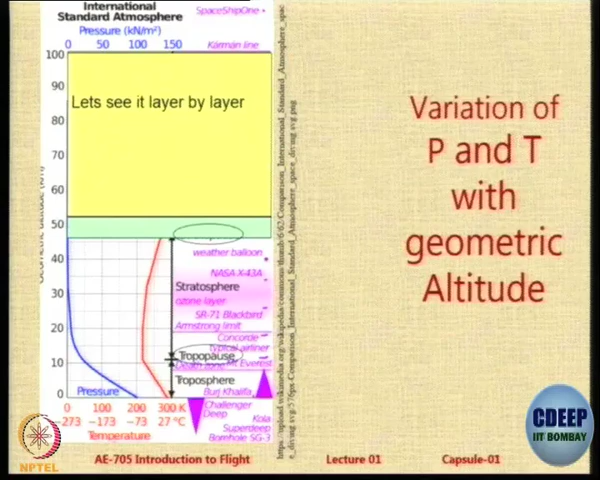 International
Standard Atmosphere
SpaceShipOne
Pressure (kN/m²)
0 50 100 150
Kármán line
100
Lets see it layer by layer
90
80
70
60
50
weather balloon
40
NASA X-43A
Stratosphere
30
ozone layer
SR-71 Blackbird
20
Armstrong limit
Concorde
typical airliner
Tropopause
10
Death zone Mt Everest
Troposphere
Pressure
Burj Khalifa
0
0 100 200 300 K
Challenger
Deep
-273 -173 -73 27 °C
Kola
Superdeep
Borehole SG-3
Temperature
Variation of
P and T
with
geometric
Altitude
CDEEP
IIT BOMBAY
NPTEL
AE-705 Introduction to Flight
Lecture 01
Capsule-01